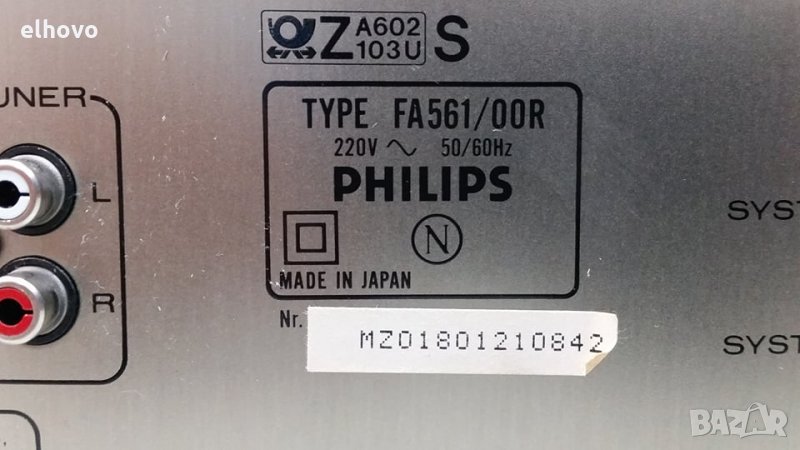 elhovo
Z A602
103U S
UNER
TYPE FA561/00R
220V ~ 50/60Hz
PHILIPS
L
N
SYST
MADE IN JAPAN
R
Nr.
MZ01801210842
SYST
BAZAR